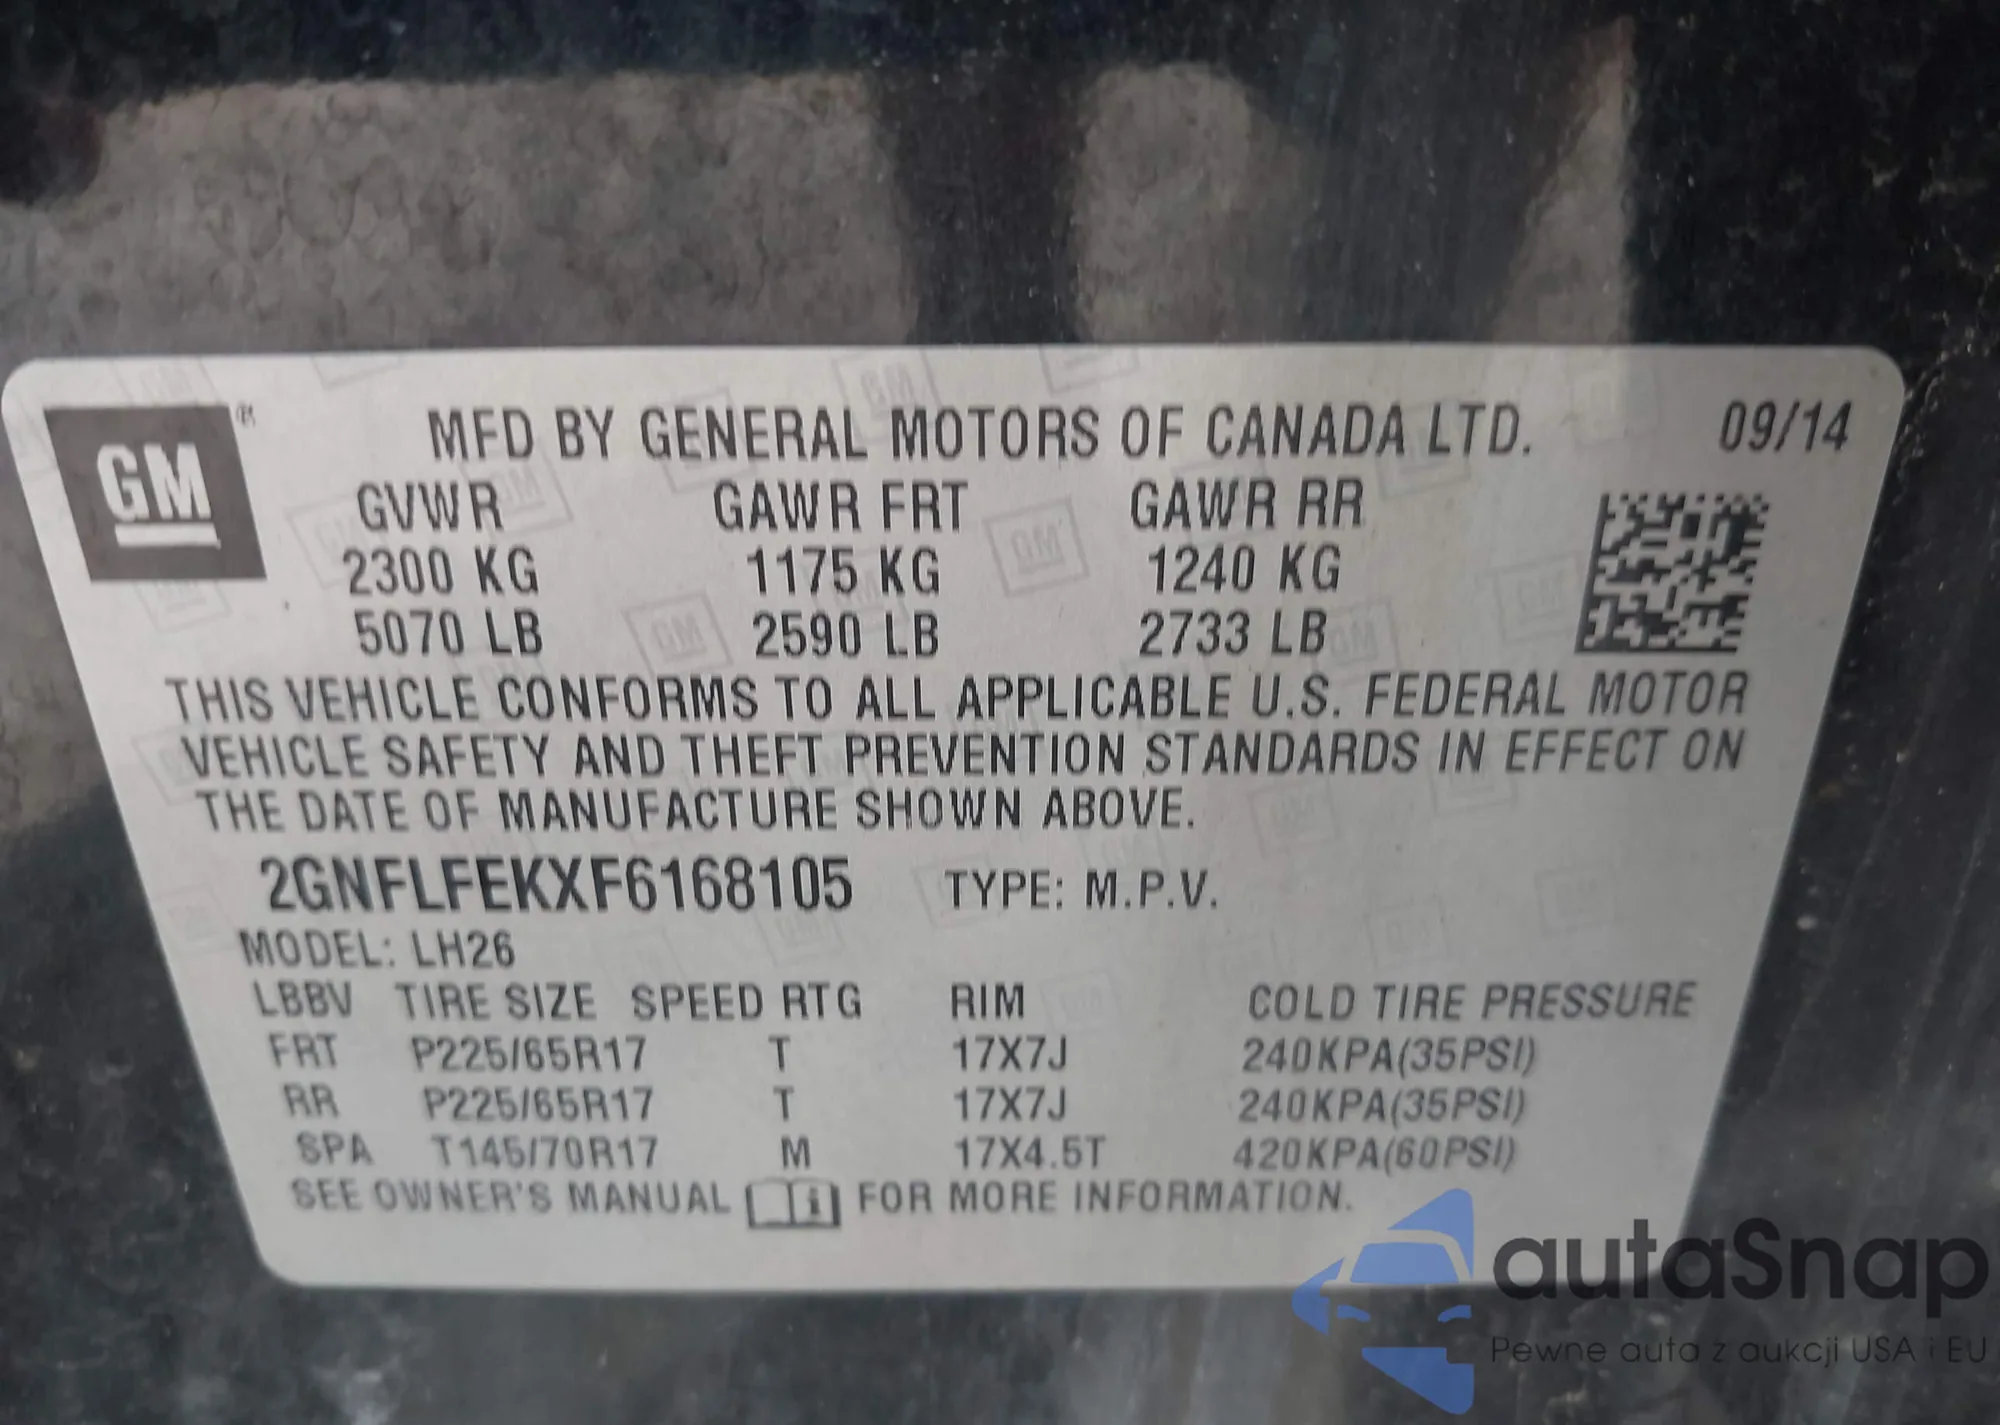 GM ®
MFD BY GENERAL MOTORS OF CANADA LTD. 09/14
GVWR GAWR FRT GAWR RR
2300 KG 1175 KG 1240 KG
5070 LB 2590 LB 2733 LB
THIS VEHICLE CONFORMS TO ALL APPLICABLE U.S. FEDERAL MOTOR
VEHICLE SAFETY AND THEFT PREVENTION STANDARDS IN EFFECT ON
THE DATE OF MANUFACTURE SHOWN ABOVE.
2GNFLFEKXF6168105 TYPE: M.P.V.
MODEL: LH26
LBBV TIRE SIZE SPEED RTG RIM COLD TIRE PRESSURE
FRT P225/65R17 T 17X7J 240KPA(35PSI)
RR P225/65R17 T 17X7J 240KPA(35PSI)
SPA T145/70R17 M 17X4.5T 420KPA(60PSI)
SEE OWNER'S MANUAL i FOR MORE INFORMATION.
autaSnap
Pewne auta z aukcji USA i EU